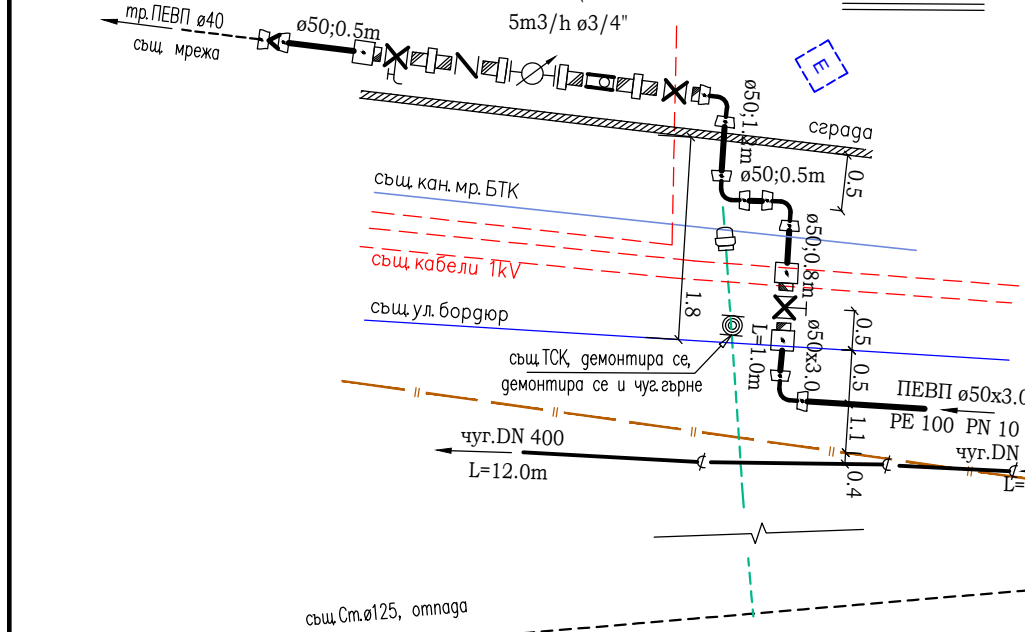 тр.ПЕВП ø40
същ мрежа
ø50;0.5m
5m3/h ø3/4"
E
сграда
0.5
ø50;1.2m
ø50;0.5m
същ. кан. мр. БТК
ø50;0.8m
същ. кабели 1kV
1.8
същ. ул. бордюр
0.5
L=1.0m
ø50x3.0
същ.ТСК, демонтира се,
демонтира се и чуг.гърне
0.5
ПЕВП ø50x3.0
PE 100 PN 10
1.1
чуг.DN 400
L=12.0m
чуг.DN
L=
0.4
същ.Ст.ø125, отпада